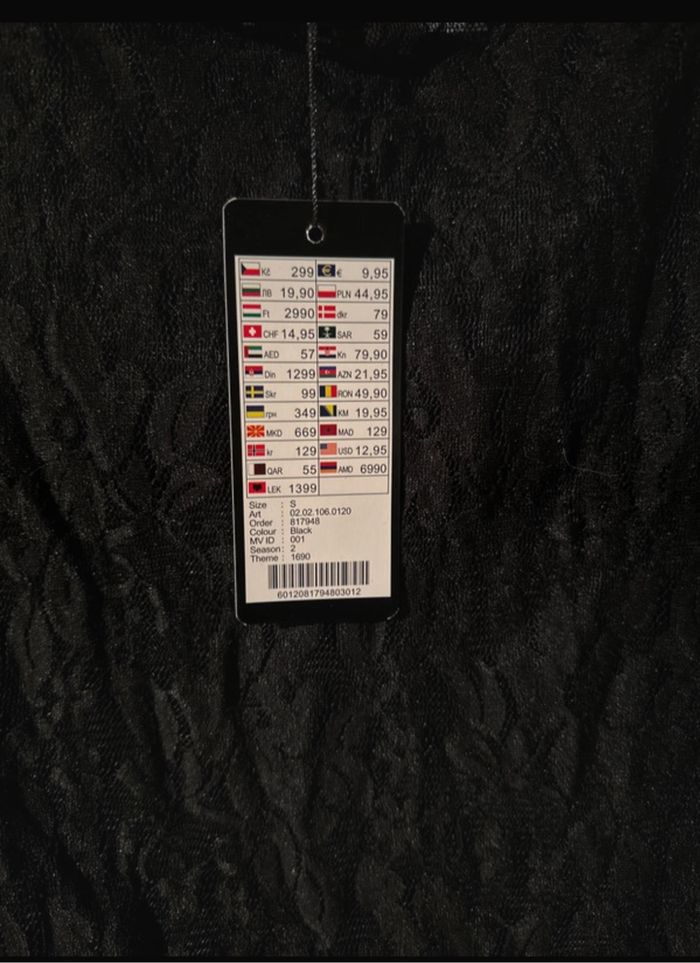 Kč 299 € 9,95
ЛВ 19,90 PLN 44,95
Ft 2990 dkr 79
CHF 14,95 SAR 59
AED 57 Kn 79,90
Din 1299 AZN 21,95
Skr 99 RON 49,90
грн 349 KM 19,95
MKD 669 MAD 129
kr 129 USD 12,95
QAR 55 AMD 6990
LEK 1399
Size : S
Art : 02.02.106.0120
Order : 817948
Colour : Black
MV ID : 001
Season: 2
Theme : 1690
6012081794803012